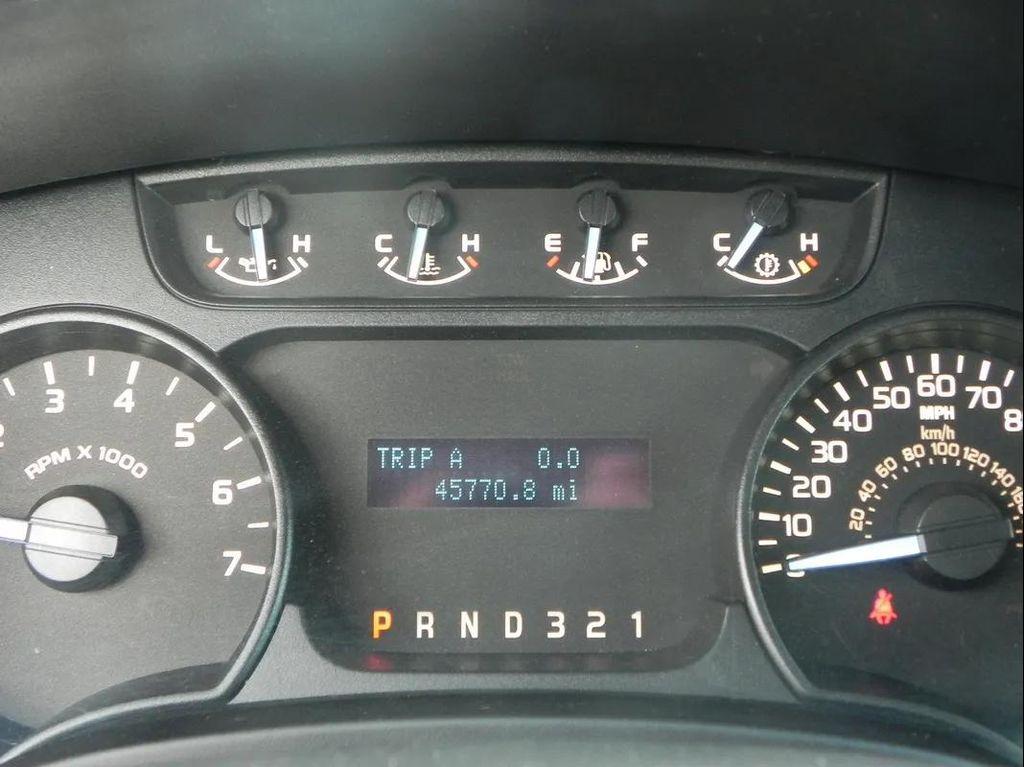 L H
C H
E F
C H
3 4 5 6 7
RPM X 1000
TRIP A 0.0
45770.8 mi
P R N D 3 2 1
10 20 30 40 50 60 70
MPH
km/h
20 40 60 80 100 120 140